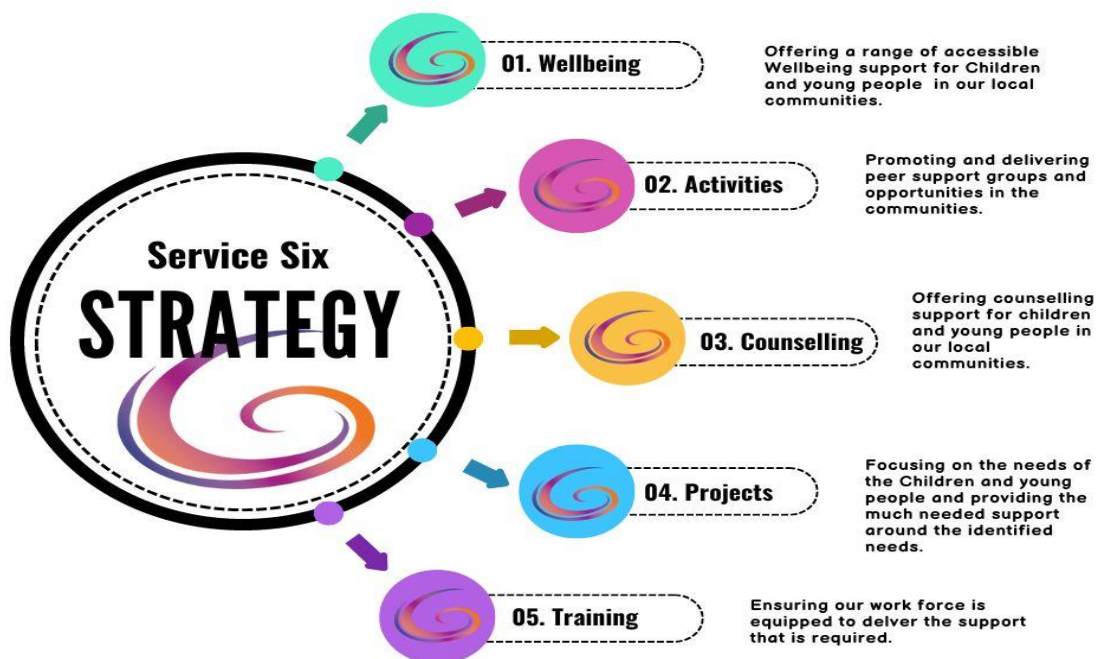 Service Six
STRATEGY
01. Wellbeing
Offering a range of accessible
Wellbeing support for Children
and young people in our local
communities.
02. Activities
Promoting and delivering
peer support groups and
opportunities in the
communities.
03. Counselling
Offering counselling
support for children
and young people in
our local
communities.
04. Projects
Focusing on the needs of
the Children and young
people and providing the
much needed support
around the identified
needs.
05. Training
Ensuring our work force is
equipped to delver the support
that is required.